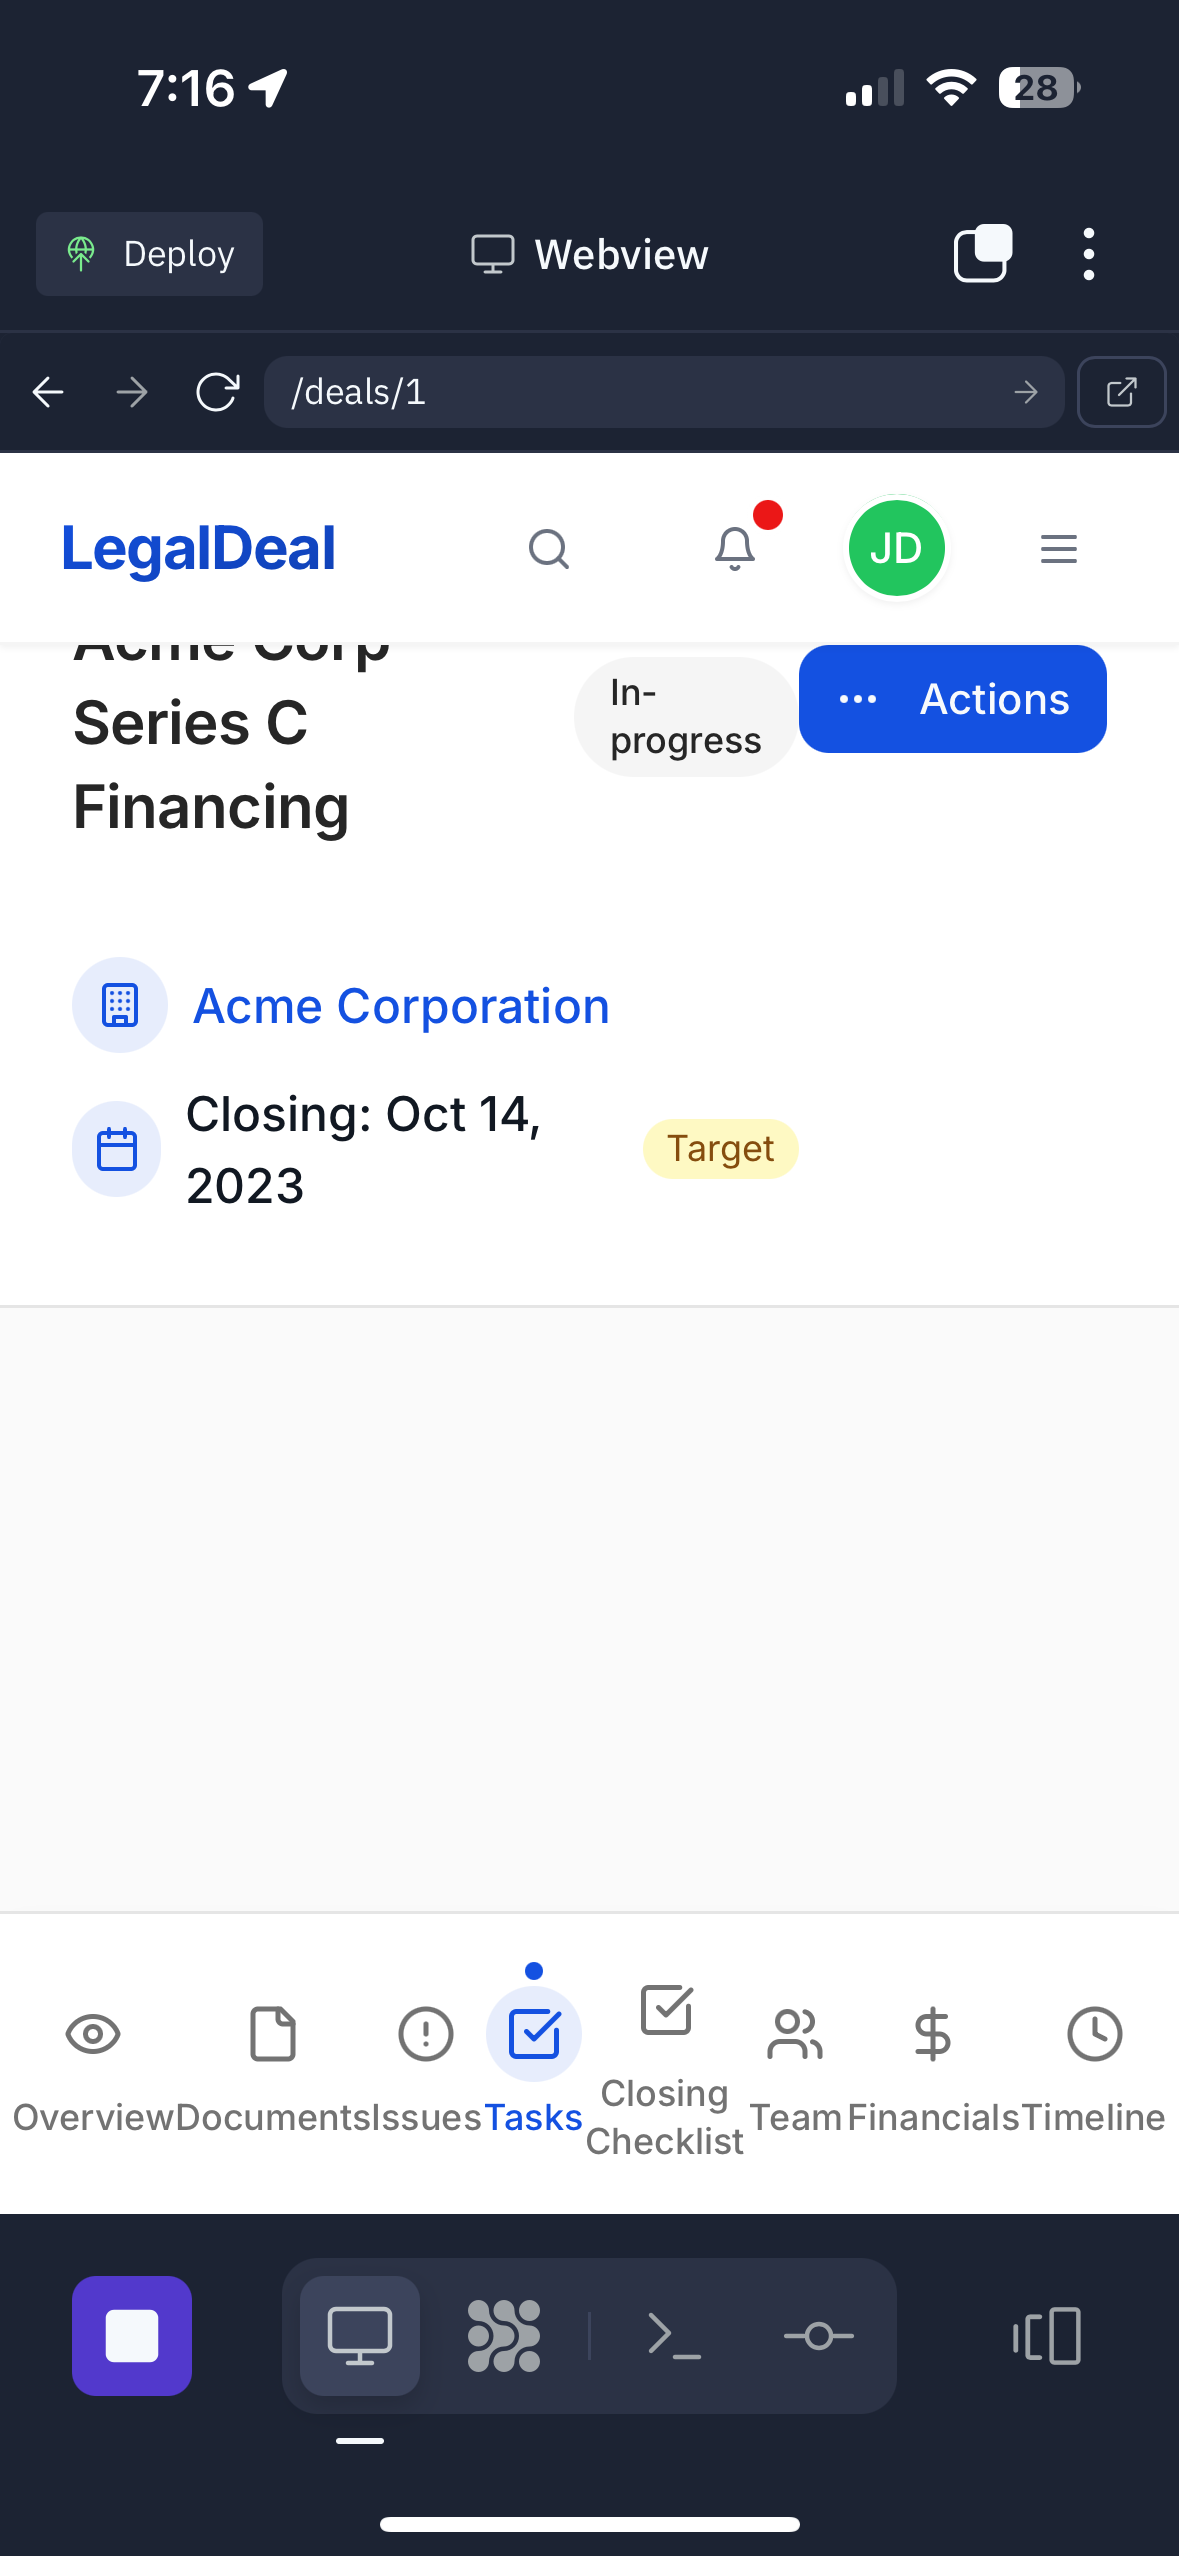 7:16
28
Deploy
Webview
/deals/1
LegalDeal
JD
Acme Corp
Series C
Financing
In-
progress
Actions
Acme Corporation
Closing: Oct 14,
2023
Target
Overview
Documents
Issues
Tasks
Closing
Checklist
Team
Financials
Timeline